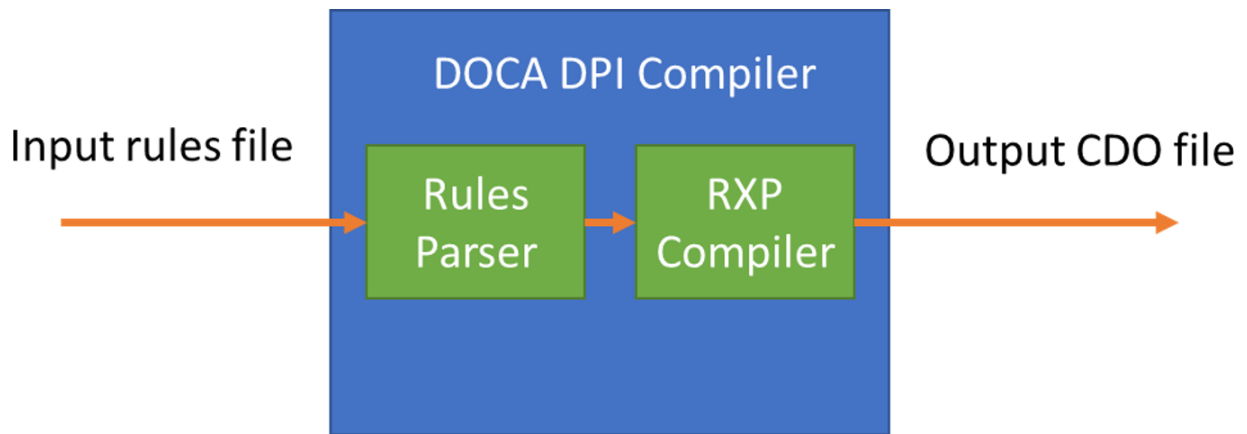 DOCA DPI Compiler
Input rules file
Rules
Parser
RXP
Compiler
Output CDO file